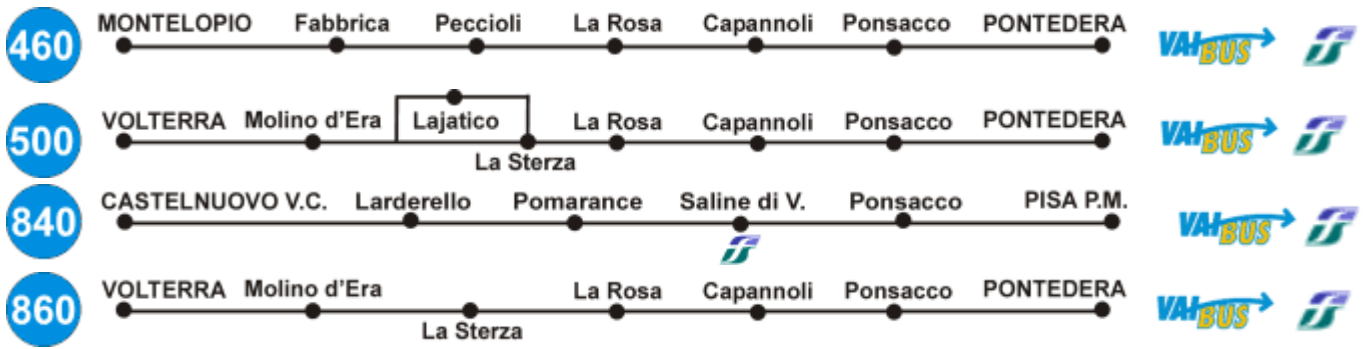 460 MONTELOPIO Fabbrica Peccioli La Rosa Capannoli Ponsacco PONTEDERA VAIBUS
500 VOLTERRA Molino d'Era Lajatico La Rosa Capannoli Ponsacco PONTEDERA VAIBUS
La Sterza
840 CASTELNUOVO V.C. Larderello Pomarance Saline di V. Ponsacco PISA P.M. VAIBUS
860 VOLTERRA Molino d'Era La Rosa Capannoli Ponsacco PONTEDERA VAIBUS
La Sterza